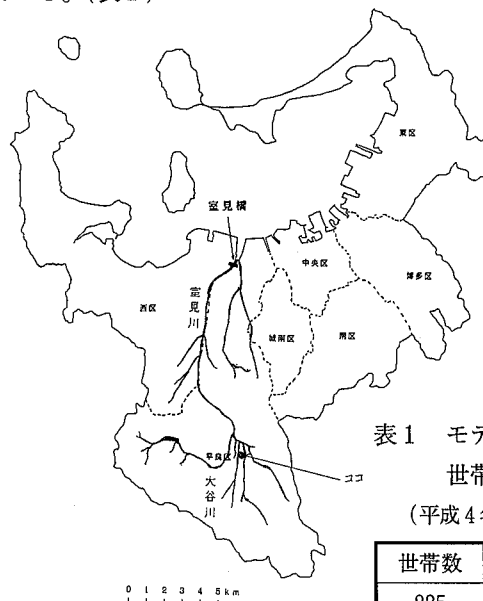 東区
室見橋
中央区
博多区
室見川
西区
城南区
南区
表1 モデ
世帯
早良区
ココ
大谷川
(平成4年
0 1 2 3 4 5km
世帯数